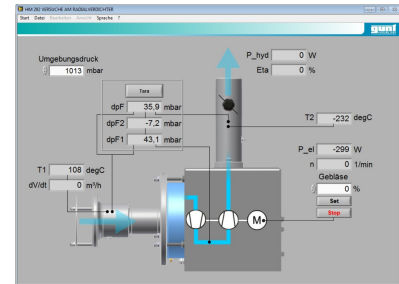 HM 292 VERSUCHE AM RADIALVERDICHTER
Start Datei Bearbeiten Ansicht Sprache ?
gunt
Umgebungsdruck
1013 mbar
P_hyd 0 W
Eta 0 %
Tara
dpF 35,9 mbar
dpF2 -7,2 mbar
dpF1 43,1 mbar
T2 -232 degC
T1 108 degC
dV/dt 0 m³/h
P_el -299 W
n 0 1/min
Gebläse
0 %
Set
Stop
M